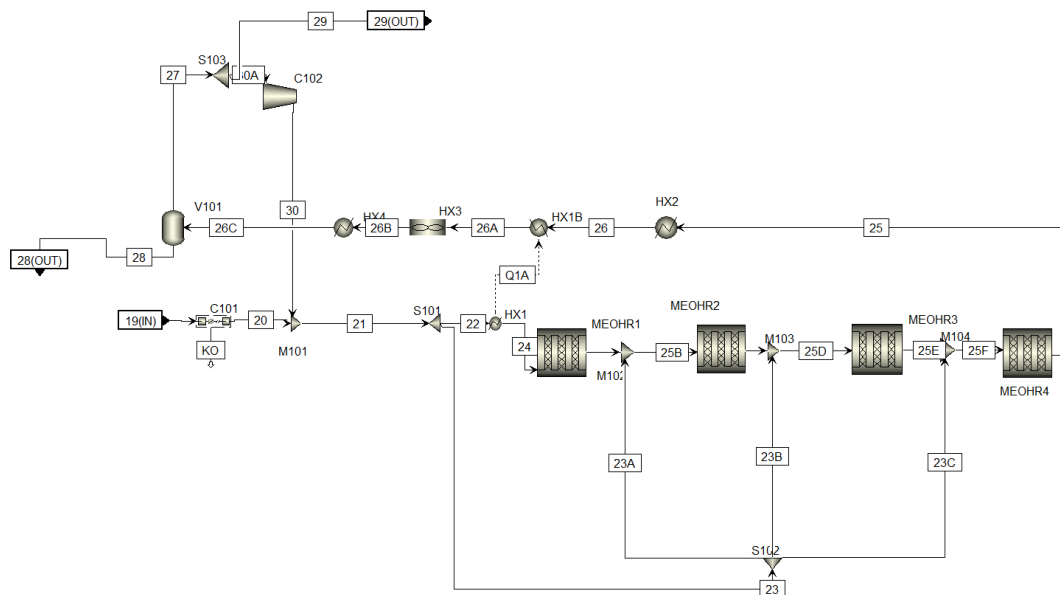 29
29(OUT)
S103
27
30A
C102
V101
30
HX4
HX3
HX1B
HX2
26C
26B
26A
26
25
28
28(OUT)
Q1A
C101
S101
HX1
19(IN)
20
21
22
MEOHR1
MEOHR2
MEOHR3
M103
M104
24
25B
25D
25E
25F
KO
M101
M102
MEOHR4
23A
23B
23C
S102
23